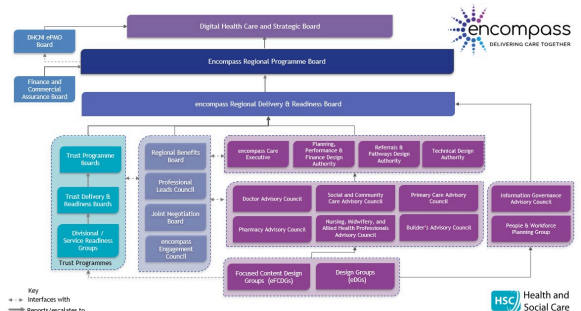 Digital Health Care and Strategic Board
DHCNI ePMO
Board
encompass
DELIVERING CARE TOGETHER
Encompass Regional Programme Board
Finance and
Commercial
Assurance Board
encompass Regional Delivery & Readiness Board
Trust Programme
Boards
Regional Benefits
Board
encompass Care
Executive
Planning,
Performance &
Finance Design
Authority
Referrals &
Pathways Design
Authority
Technical Design
Authority
Professional
Leads Council
Trust Delivery &
Readiness Boards
Doctor Advisory Council
Social and Community
Care Advisory Council
Primary Care Advisory
Council
Information Governance
Advisory Council
Joint Negotiation
Board
Pharmacy Advisory Council
Nursing, Midwifery, and
Allied Health Professionals
Advisory Council
Builder's Advisory Council
People & Workforce
Planning Group
Divisional /
Service Readiness
Groups
encompass
Engagement
Council
Trust Programmes
Focused Content Design
Groups (eFCDGs)
Design Groups
(eDGs)
Key
Interfaces with
Reports/escalates to
HSC Health and
Social Care